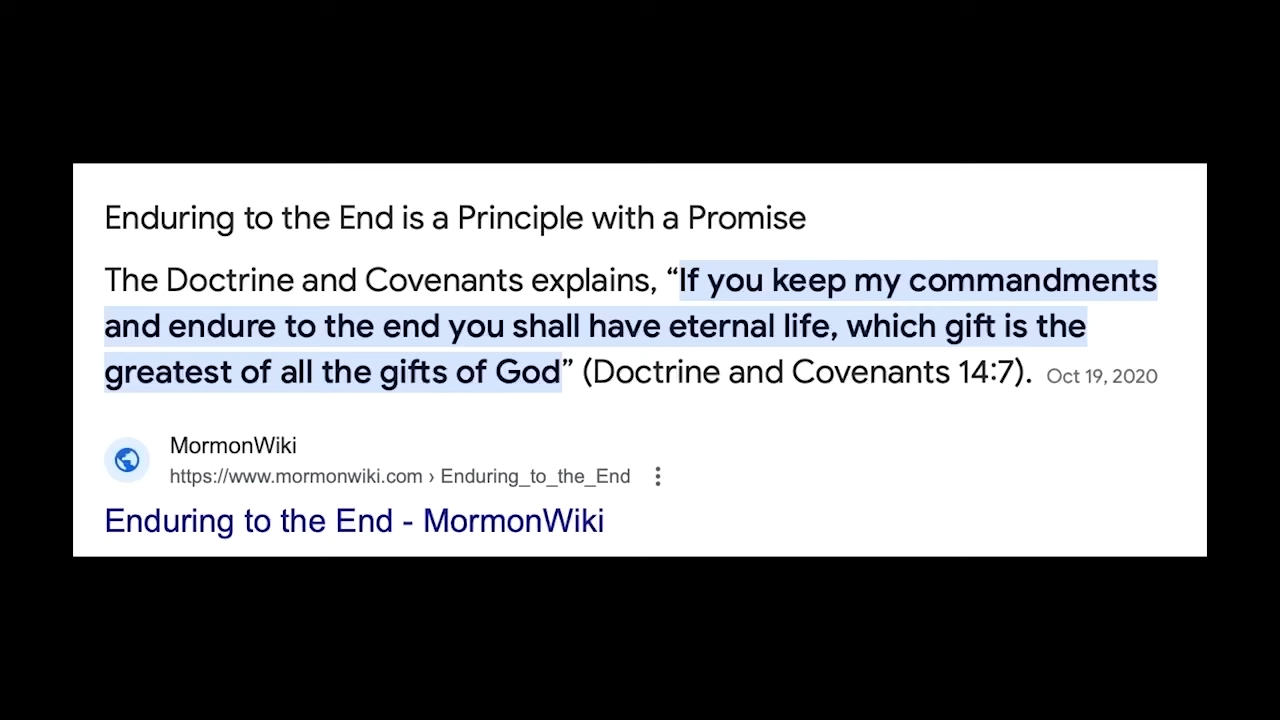 Enduring to the End is a Principle with a Promise
The Doctrine and Covenants explains, “If you keep my commandments
and endure to the end you shall have eternal life, which gift is the
greatest of all the gifts of God” (Doctrine and Covenants 14:7). Oct 19, 2020
MormonWiki
https://www.mormonwiki.com › Enduring_to_the_End
Enduring to the End - MormonWiki